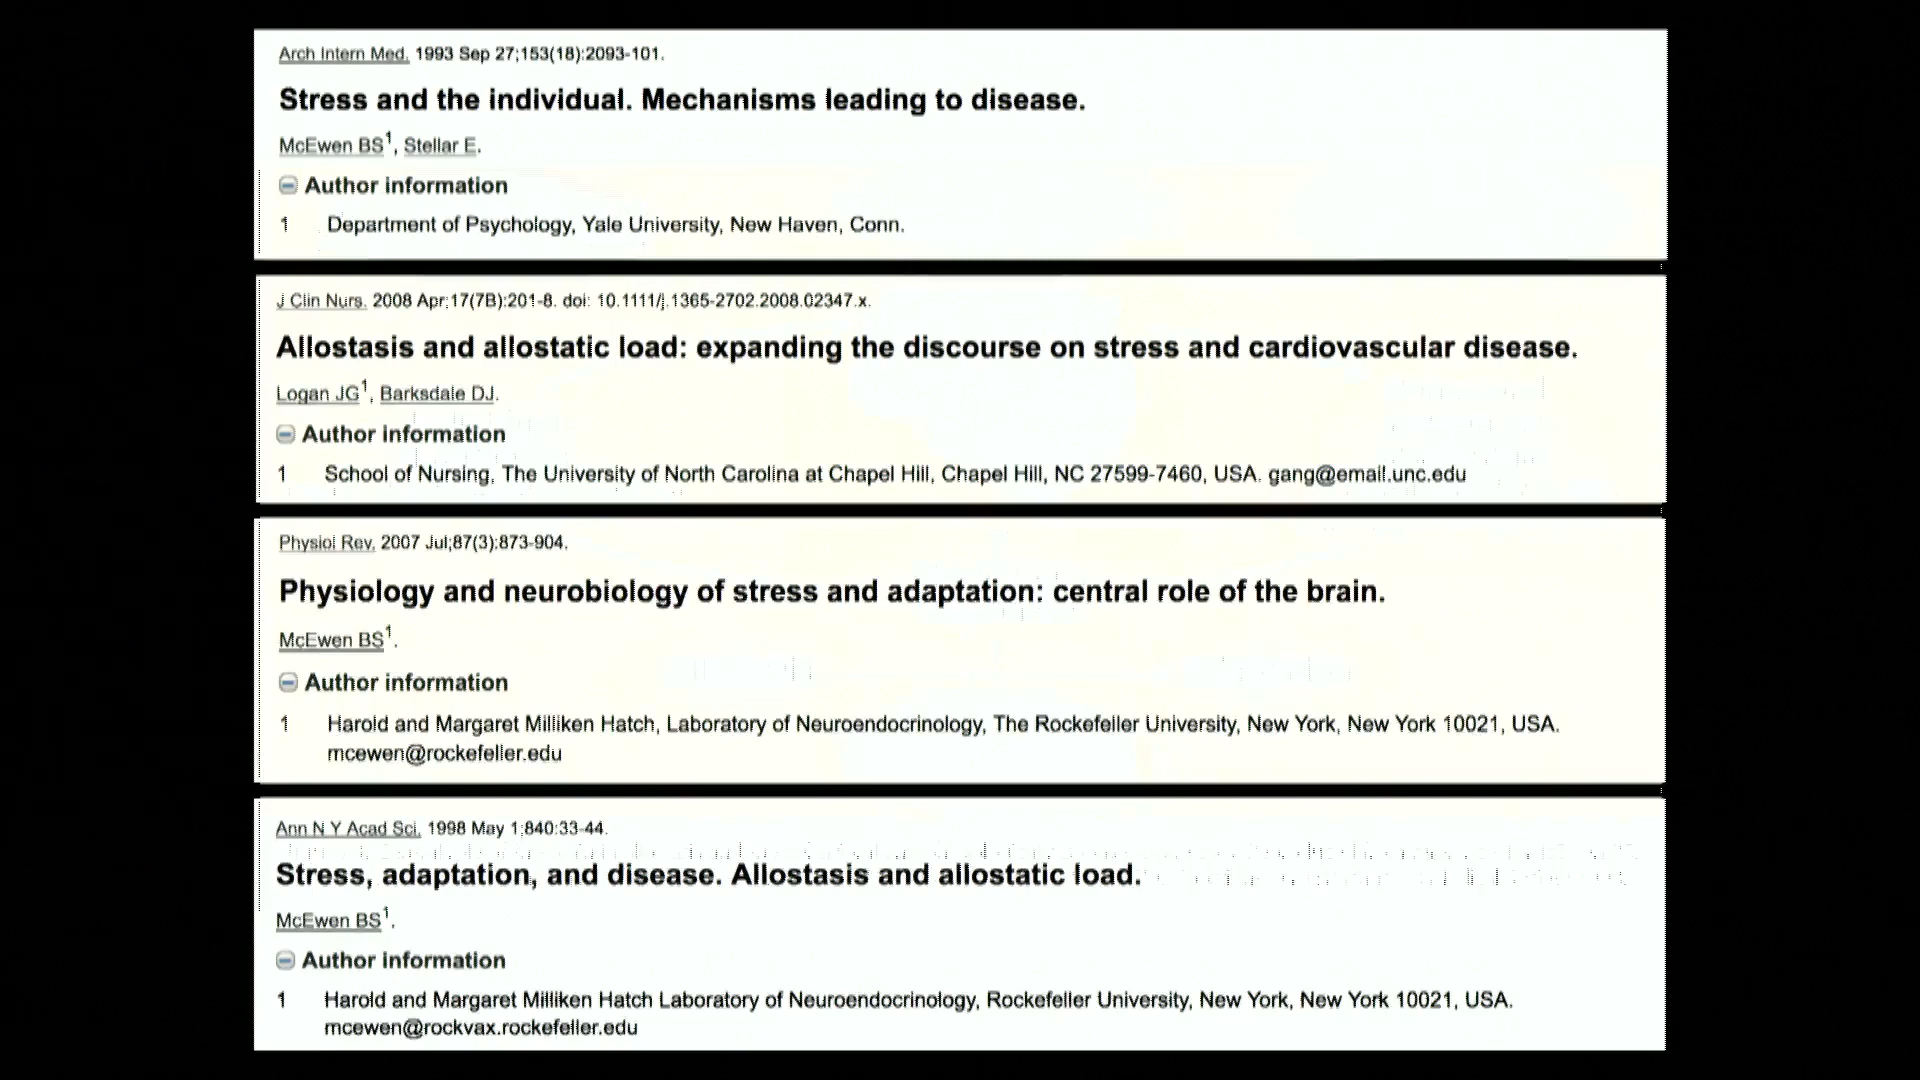 Arch Intern Med. 1993 Sep 27;153(18):2093-101.
Stress and the individual. Mechanisms leading to disease.
McEwen BS1, Stellar E.
Author information
1 Department of Psychology, Yale University, New Haven, Conn.
J Clin Nurs. 2008 Apr;17(7B):201-8. doi: 10.1111/j.1365-2702.2008.02347.x.
Allostasis and allostatic load: expanding the discourse on stress and cardiovascular disease.
Logan JG1, Barksdale DJ.
Author information
1 School of Nursing, The University of North Carolina at Chapel Hill, Chapel Hill, NC 27599-7460, USA. gang@email.unc.edu
Physiol Rev. 2007 Jul;87(3):873-904.
Physiology and neurobiology of stress and adaptation: central role of the brain.
McEwen BS1.
Author information
1 Harold and Margaret Milliken Hatch, Laboratory of Neuroendocrinology, The Rockefeller University, New York, New York 10021, USA.
mcewen@rockefeller.edu
Ann N Y Acad Sci. 1998 May 1;840:33-44.
Stress, adaptation, and disease. Allostasis and allostatic load.
McEwen BS1.
Author information
1 Harold and Margaret Milliken Hatch Laboratory of Neuroendocrinology, Rockefeller University, New York, New York 10021, USA.
mcewen@rockvax.rockefeller.edu